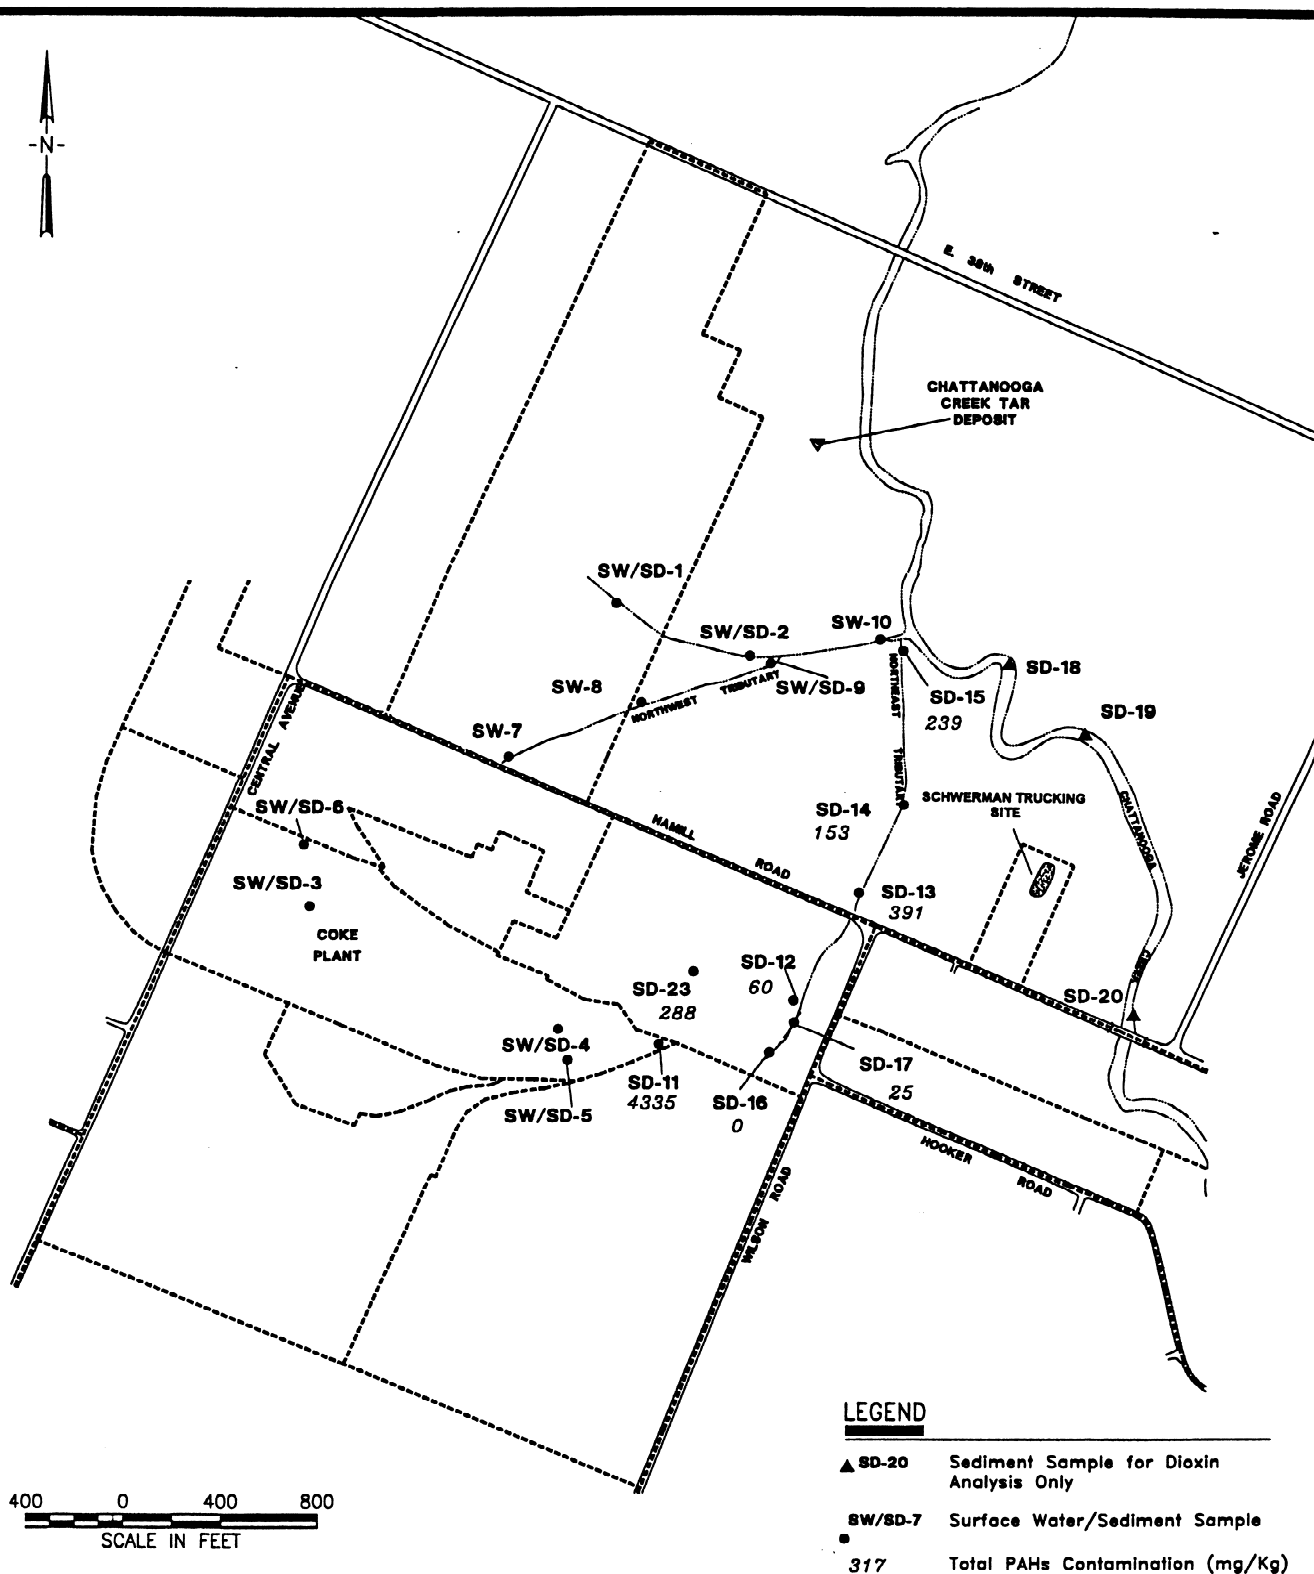 -N-
E. 38th STREET
CHATTANOOGA
CREEK TAR
DEPOSIT
SW/SD-1
SW/SD-2
SW-10
SD-18
SW-8
NORTHWEST TRIBUTARY
SW/SD-9
NORTHEAST TRIBUTARY
SD-15
239
SD-19
SW-7
CENTRAL AVENUE
SW/SD-6
HAMILL ROAD
SD-14
153
SCHWERMAN TRUCKING
SITE
CHATTANOOGA CREEK
JEROME ROAD
SW/SD-3
SD-13
391
COKE
PLANT
SD-23
288
SD-12
60
SD-20
SW/SD-4
SD-11
4335
SW/SD-5
SD-16
0
SD-17
25
HOOKER ROAD
WILSON ROAD
LEGEND
SD-20 Sediment Sample for Dioxin
Analysis Only
SW/SD-7 Surface Water/Sediment Sample
317 Total PAHs Contamination (mg/Kg)
400 0 400 800
SCALE IN FEET